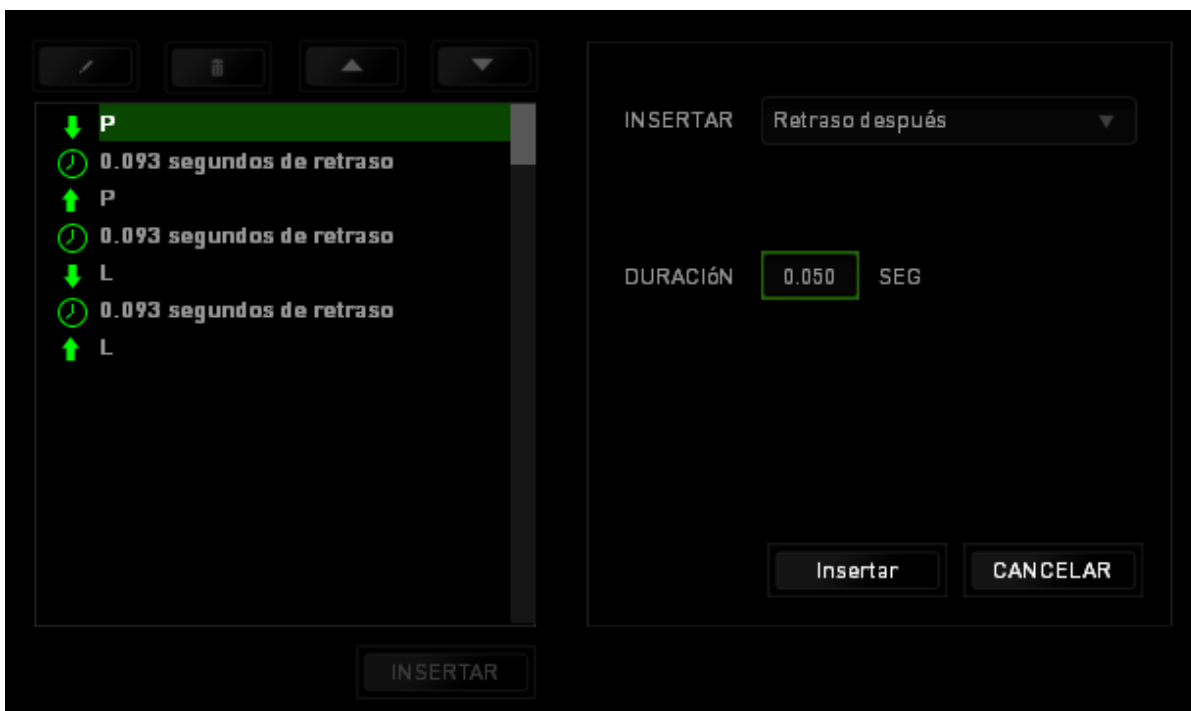 P
0.093 segundos de retraso
P
0.093 segundos de retraso
L
0.093 segundos de retraso
L
INSERTAR
INSERTAR Retraso después
DURACIóN 0.050 SEG
Insertar CANCELAR